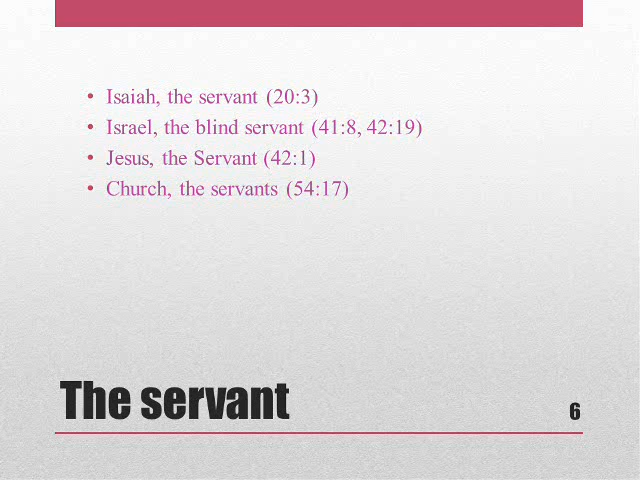 • Isaiah, the servant (20:3)
• Israel, the blind servant (41:8, 42:19)
• Jesus, the Servant (42:1)
• Church, the servants (54:17)
The servant
6